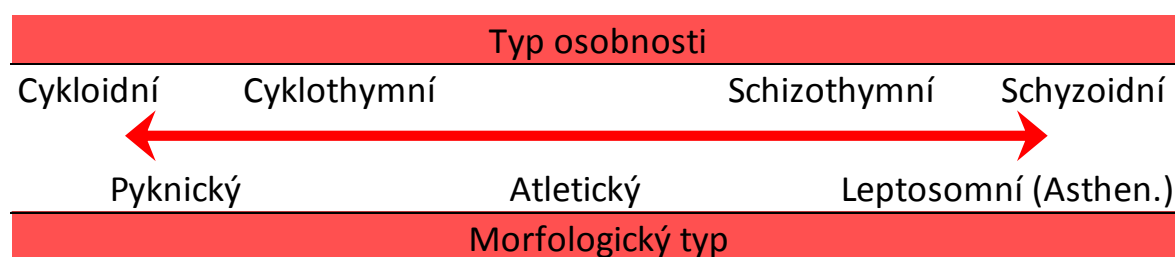 Typ osobnosti
Cykloidní Cyklothymní Schizothymní Schyzoidní
Pyknický Atletický Leptosomní (Asthen.)
Morfologický typ